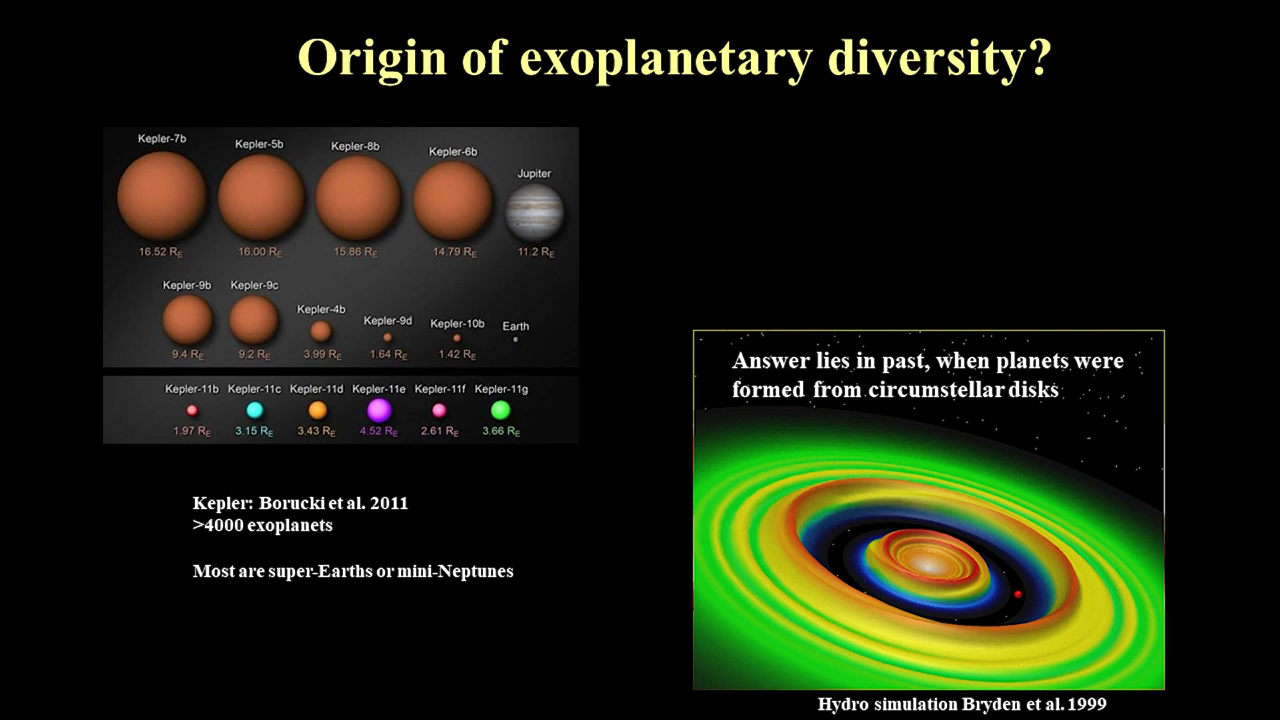 Origin of exoplanetary diversity?
Kepler-7b Kepler-5b Kepler-8b Kepler-6b Jupiter
16.52 RE 16.00 RE 15.86 RE 14.79 RE 11.2 RE
Kepler-9b Kepler-9c Kepler-4b Kepler-9d Kepler-10b Earth
9.4 RE 9.2 RE 3.99 RE 1.64 RE 1.42 RE
Kepler-11b Kepler-11c Kepler-11d Kepler-11e Kepler-11f Kepler-11g
1.97 RE 3.15 RE 3.43 RE 4.52 RE 2.61 RE 3.66 RE
Kepler: Borucki et al. 2011
>4000 exoplanets
Most are super-Earths or mini-Neptunes
Answer lies in past, when planets were
formed from circumstellar disks
Hydro simulation Bryden et al. 1999